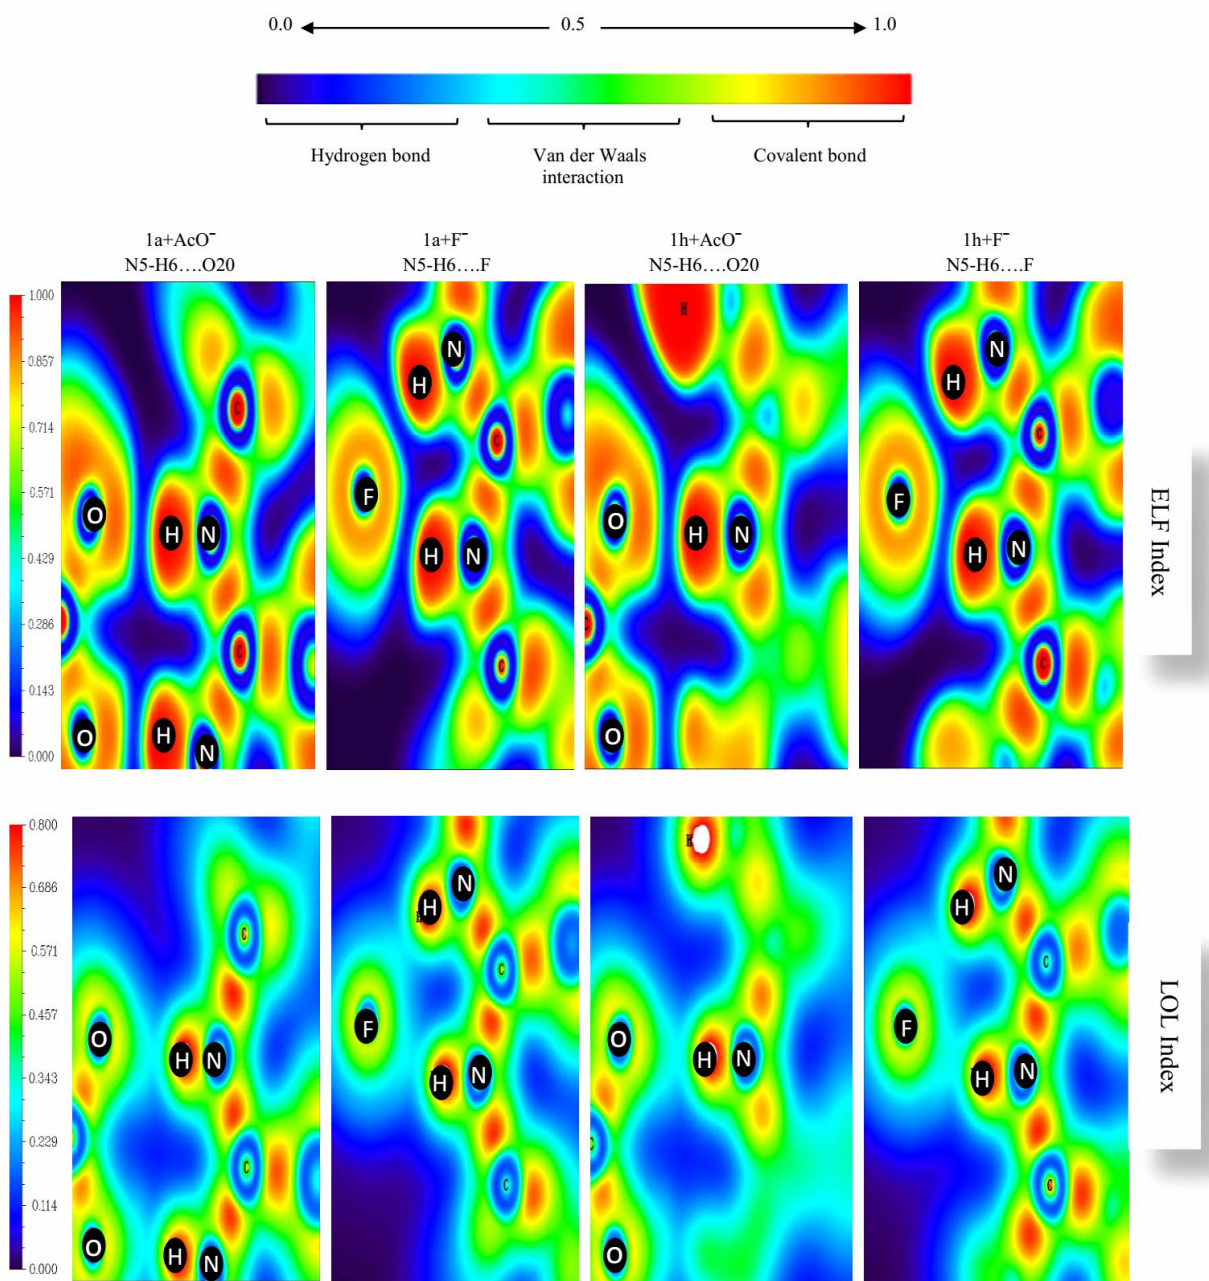 0.0 0.5 1.0
Hydrogen bond
Van der Waals
interaction
Covalent bond
1a+AcO⁻
N5-H6….O20
1a+F⁻
N5-H6….F
1h+AcO⁻
N5-H6….O20
1h+F⁻
N5-H6….F
1.000
0.857
0.714
0.571
0.429
0.286
0.143
0.000
C
O
H
N
C
O
H
N
N
H
C
F
H
N
C
H
O
H
N
C
O
N
H
C
F
H
N
C
ELF Index
0.800
0.686
0.571
0.457
0.343
0.229
0.114
0.000
C
O
H
N
C
O
H
N
N
H
C
F
H
N
C
H
O
H
N
C
O
N
H
C
F
H
N
C
LOL Index